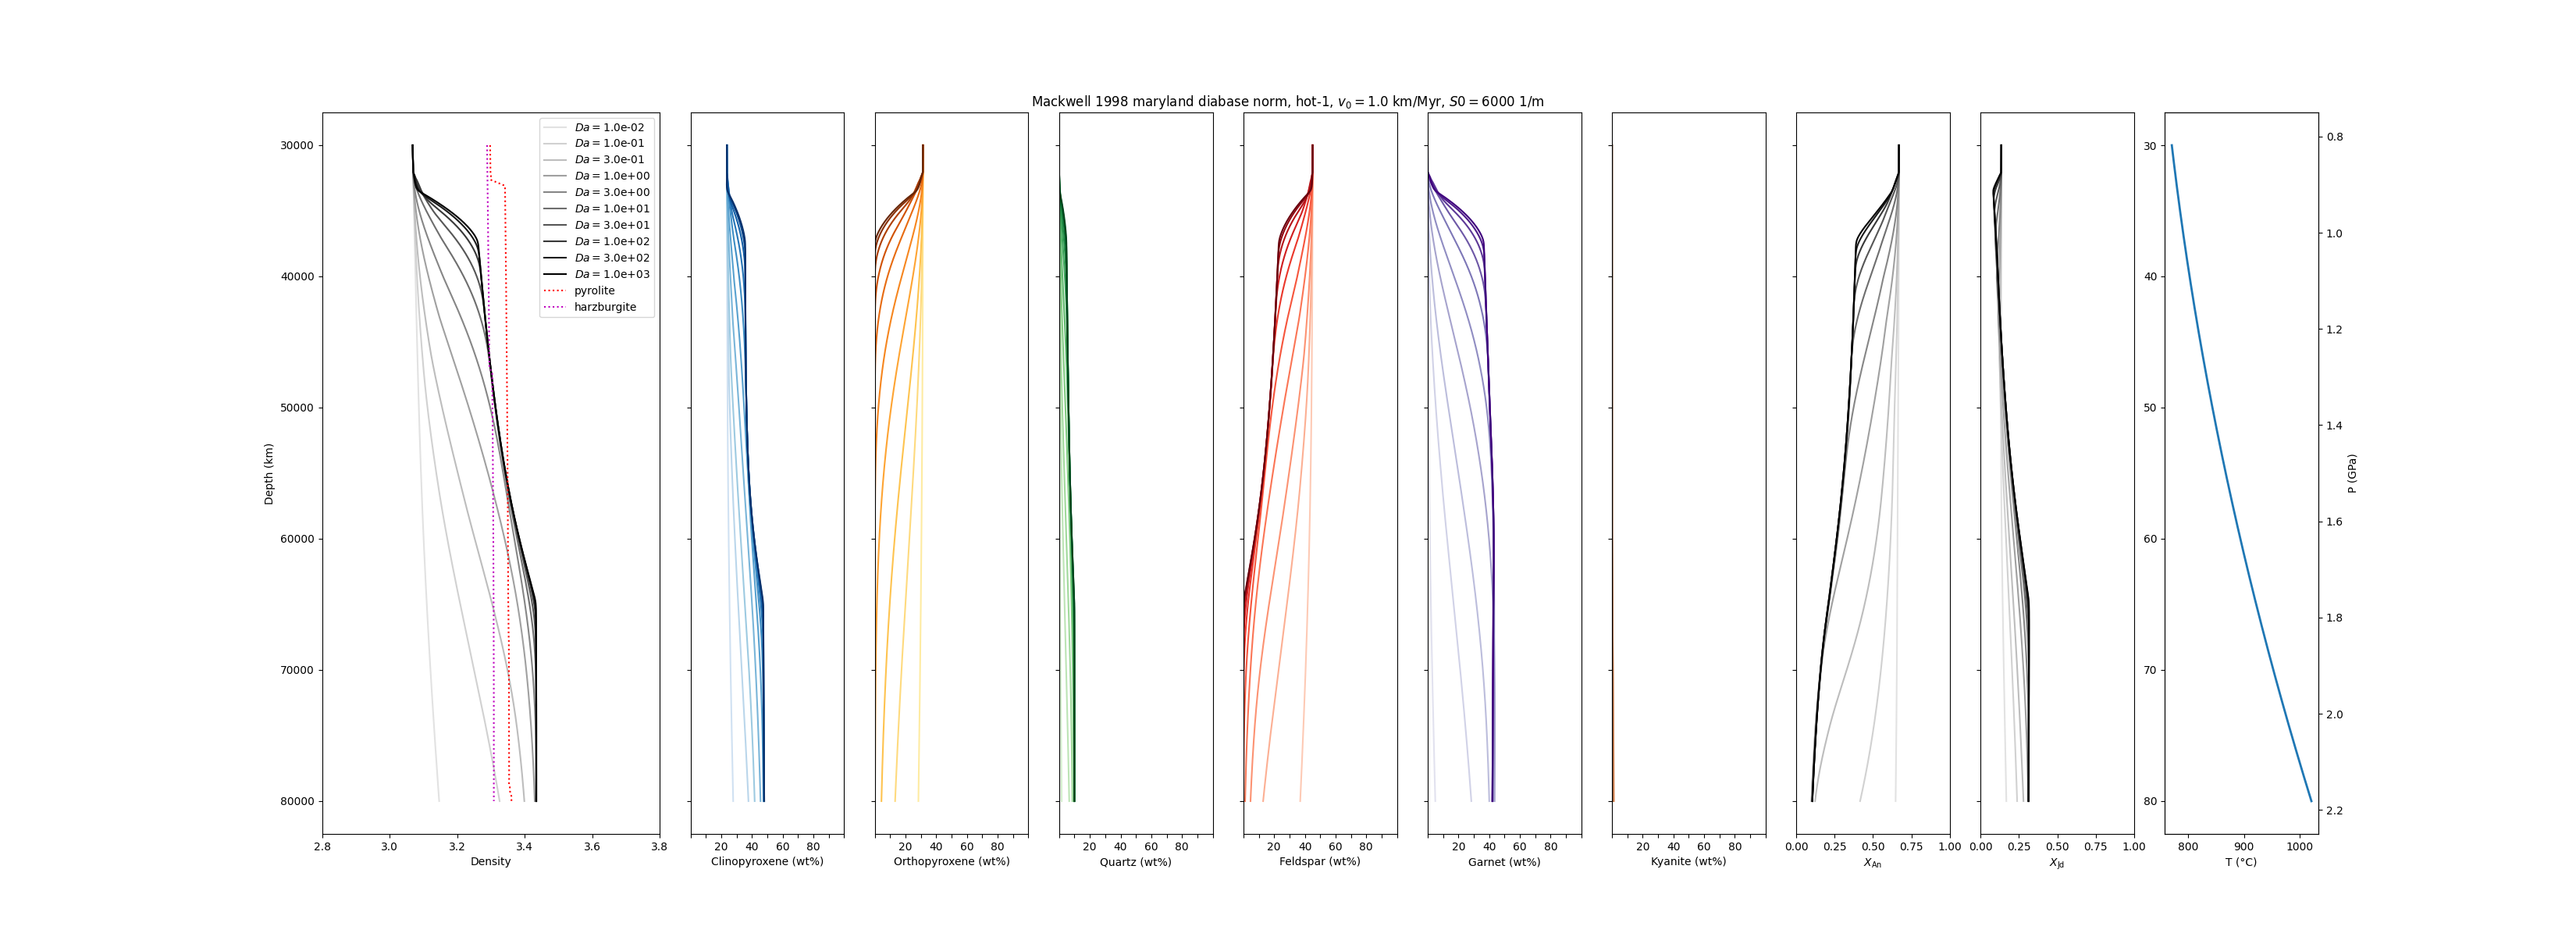 Mackwell 1998 maryland diabase norm, hot-1, v₀ = 1.0 km/Myr, S0 = 6000 1/m
Da = 1.0e-02
Da = 1.0e-01
Da = 3.0e-01
Da = 1.0e+00
Da = 3.0e+00
Da = 1.0e+01
Da = 3.0e+01
Da = 1.0e+02
Da = 3.0e+02
Da = 1.0e+03
pyrolite
harzburgite
30000
40000
50000
60000
70000
80000
Depth (km)
2.8 3.0 3.2 3.4 3.6 3.8
Density
20 40 60 80
Clinopyroxene (wt%)
20 40 60 80
Orthopyroxene (wt%)
20 40 60 80
Quartz (wt%)
20 40 60 80
Feldspar (wt%)
20 40 60 80
Garnet (wt%)
20 40 60 80
Kyanite (wt%)
0.00 0.25 0.50 0.75 1.00
X_An
0.00 0.25 0.50 0.75 1.00
X_Jd
30
40
50
60
70
80
800 900 1000
T (°C)
0.8
1.0
1.2
1.4
1.6
1.8
2.0
2.2
P (GPa)